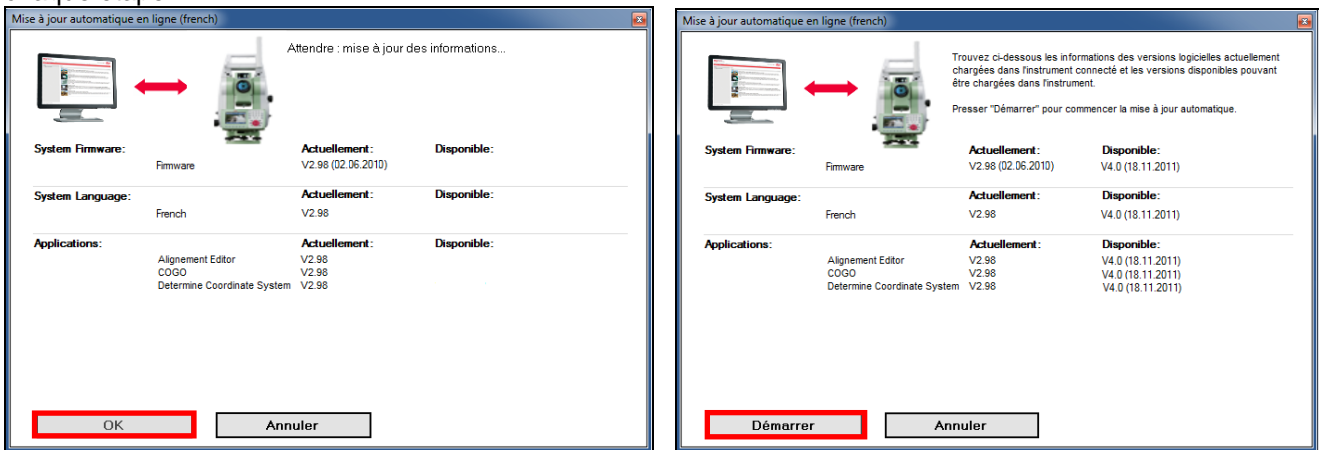 Mise à jour automatique en ligne (french)
Attendre : mise à jour des informations...
System Firmware: Actuellement: Disponible:
Firmware V2.98 (02.06.2010)
System Language: Actuellement: Disponible:
French V2.98
Applications: Actuellement: Disponible:
Alignement Editor V2.98
COGO V2.98
Determine Coordinate System V2.98
OK Annuler
Mise à jour automatique en ligne (french)
Trouvez ci-dessous les informations des versions logicielles actuellement
chargées dans l'instrument connecté et les versions disponibles pouvant
être chargées dans l'instrument.
Presser "Démarrer" pour commencer la mise à jour automatique.
System Firmware: Actuellement: Disponible:
Firmware V2.98 (02.06.2010) V4.0 (18.11.2011)
System Language: Actuellement: Disponible:
French V2.98 V4.0 (18.11.2011)
Applications: Actuellement: Disponible:
Alignement Editor V2.98 V4.0 (18.11.2011)
COGO V2.98 V4.0 (18.11.2011)
Determine Coordinate System V2.98 V4.0 (18.11.2011)
Démarrer Annuler